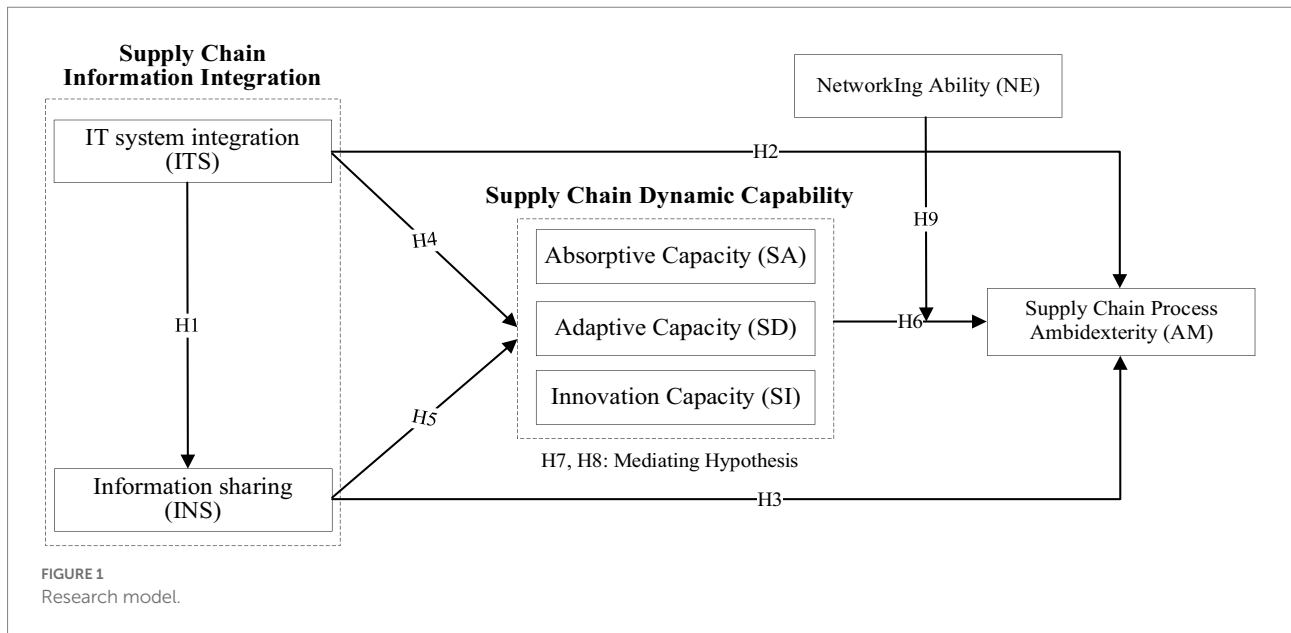 Supply Chain
Information Integration
NetworkIng Ability (NE)
IT system integration
(ITS)
H2
Supply Chain Dynamic Capability
H4
H9
Absorptive Capacity (SA)
H1
Adaptive Capacity (SD)
H6
Supply Chain Process
Ambidexterity (AM)
Innovation Capacity (SI)
H5
H7, H8: Mediating Hypothesis
Information sharing
(INS)
H3
FIGURE 1
Research model.